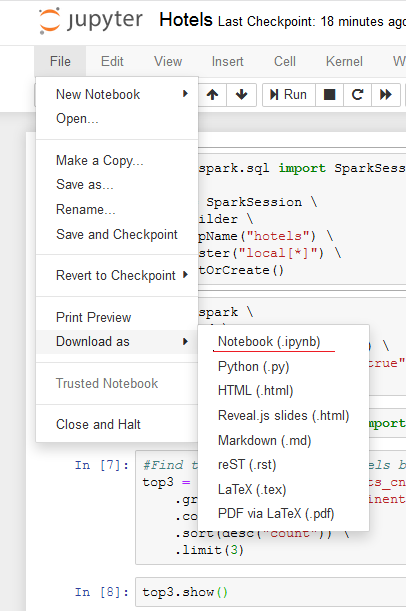 jupyter Hotels Last Checkpoint: 18 minutes ago
File Edit View Insert Cell Kernel W
Run
New Notebook
Open...
Make a Copy...
Save as...
Rename...
Save and Checkpoint
Revert to Checkpoint
Print Preview
Download as
Trusted Notebook
Close and Halt
Notebook (.ipynb)
Python (.py)
HTML (.html)
Reveal.js slides (.html)
Markdown (.md)
reST (.rst)
LaTeX (.tex)
PDF via LaTeX (.pdf)
spark.sql import SparkSess
SparkSession \
ilder \
pName("hotels") \
ster("local[*]") \
tOrCreate()
park \
) \
true"
import
In [7]: #Find t els b
top3 = ts_cn
.gr inent
.co
.sort(desc("count")) \
.limit(3)
In [8]: top3.show()